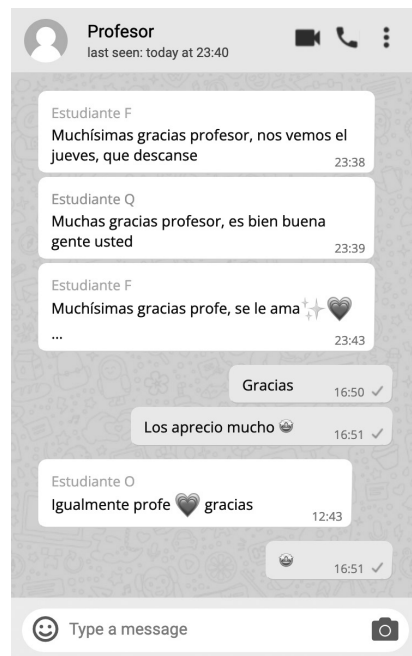 Profesor
last seen: today at 23:40
Estudiante F
Muchísimas gracias profesor, nos vemos el
jueves, que descanse
23:38
Estudiante Q
Muchas gracias profesor, es bien buena
gente usted
23:39
Estudiante F
Muchísimas gracias profe, se le ama✨🖤
...
23:43
Gracias
16:50
Los aprecio mucho 🤩
16:51
Estudiante O
Igualmente profe 🖤 gracias
12:43
🤩
16:51
Type a message